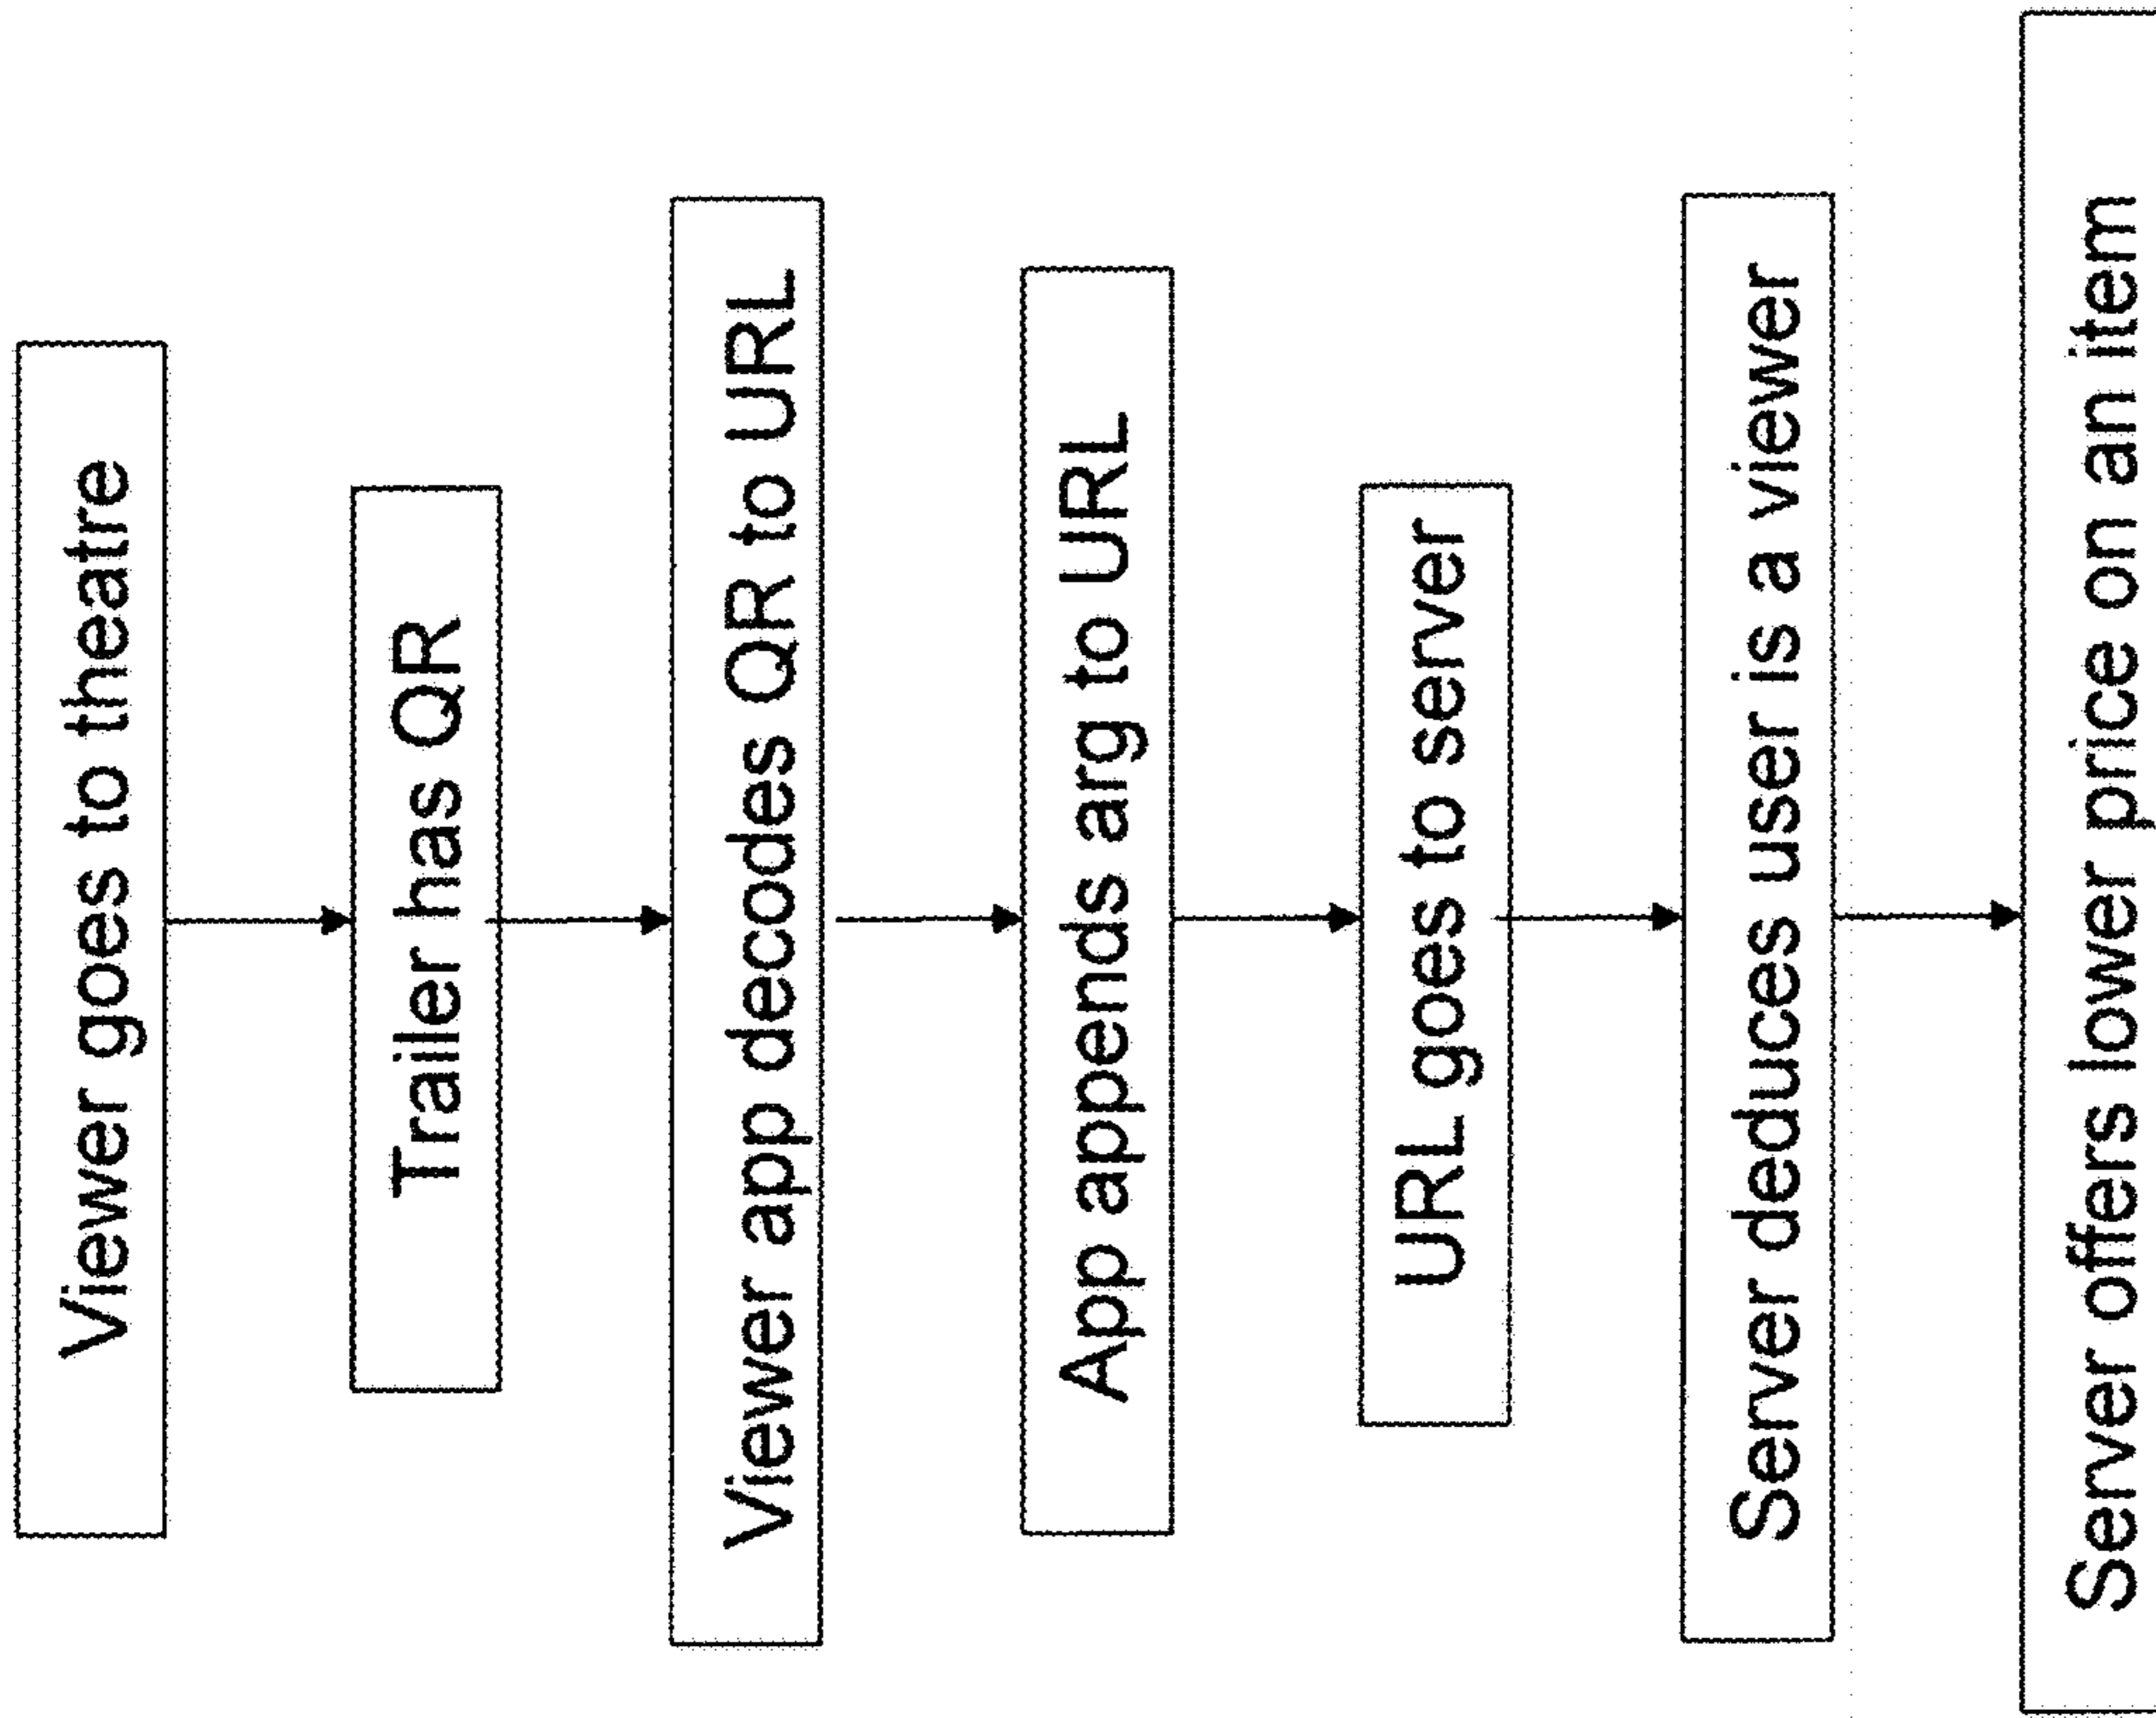 Viewer goes to theatre
Trailer has QR
Viewer app decodes QR to URL
App appends arg to URL
URL goes to server
Server deduces user is a viewer
Server offers lower price on an item